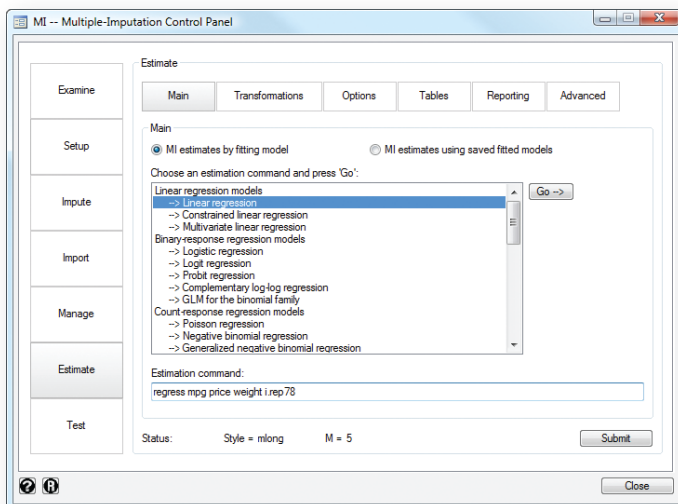 MI -- Multiple-Imputation Control Panel
Examine
Setup
Impute
Import
Manage
Estimate
Test
Estimate
Main Transformations Options Tables Reporting Advanced
Main
MI estimates by fitting model MI estimates using saved fitted models
Choose an estimation command and press 'Go':
Linear regression models
--> Linear regression
--> Constrained linear regression
--> Multivariate linear regression
Binary-response regression models
--> Logistic regression
--> Logit regression
--> Probit regression
--> Complementary log-log regression
--> GLM for the binomial family
Count-response regression models
--> Poisson regression
--> Negative binomial regression
--> Generalized negative binomial regression
Go -->
Estimation command:
regress mpg price weight i.rep78
Status: Style = mlong M = 5 Submit
? R Close